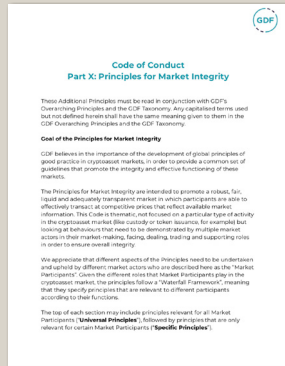 GDF
Code of Conduct
Part X: Principles for Market Integrity
These Additional Principles must be read in conjunction with GDF's
Overarching Principles and the GDF Taxonomy. Any capitalised terms used
but not defined herein shall have the same meaning given to them in the
GDF Overarching Principles and the GDF Taxonomy.
Goal of the Principles for Market Integrity
GDF believes in the importance of the development of global principles of
good practice in cryptoasset markets, in order to provide a common set of
guidelines that promote the integrity and effective functioning of these
markets.
The Principles for Market Integrity are intended to promote a robust, fair,
liquid and adequately transparent market in which participants are able to
effectively transact at competitive prices that reflect available market
information. This Code is thematic, not focused on a particular type of activity
in the cryptoasset market (like custody or token issuance, for example) but
looking at behaviours that need to be demonstrated by multiple market
actors in their market-making, facing, dealing, trading and supporting roles
in order to ensure overall integrity.
We appreciate that different aspects of the Principles need to be undertaken
and upheld by different market actors who are described here as the "Market
Participants". Given the different roles that Market Participants play in the
cryptoasset market, the principles follow a "Waterfall Framework", meaning
that they specify principles that are relevant to different participants
according to their functions.
The top of each section may include principles relevant for all Market
Participants ("Universal Principles"), followed by principles that are only
relevant for certain Market Participants ("Specific Principles").